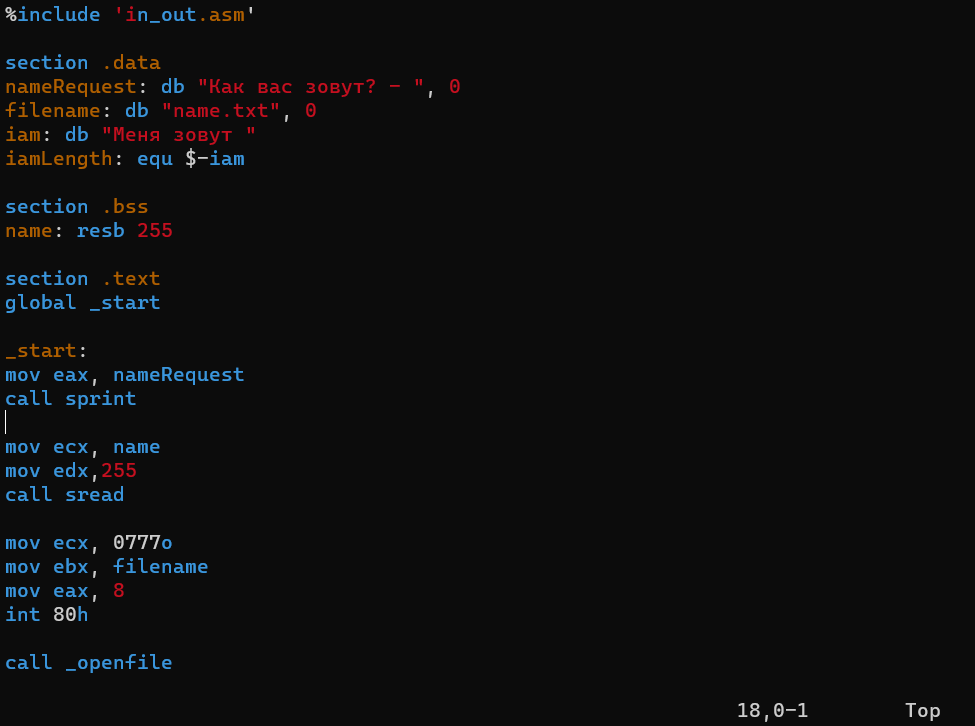 %include 'in_out.asm'
section .data
nameRequest: db "Как вас зовут? - ", 0
filename: db "name.txt", 0
iam: db "Меня зовут "
iamLength: equ $-iam
section .bss
name: resb 255
section .text
global _start
_start:
mov eax, nameRequest
call sprint
mov ecx, name
mov edx,255
call sread
mov ecx, 0777o
mov ebx, filename
mov eax, 8
int 80h
call _openfile
18,0-1 Top